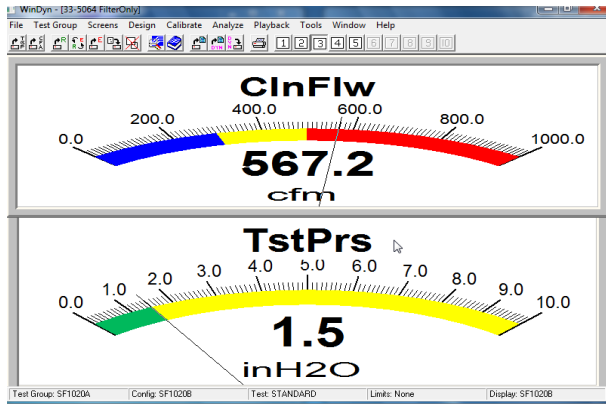 WinDyn - [33-5064 FilterOnly]
File Test Group Screens Design Calibrate Analyze Playback Tools Window Help
1 2 3 4 5 6 7 8 9 10
ClnFlw
0.0 200.0 400.0 600.0 800.0 1000.0
567.2
cfm
TstPrs
0.0 1.0 2.0 3.0 4.0 5.0 6.0 7.0 8.0 9.0 10.0
1.5
inH2O
Test Group: SF1020A Config: SF1020B Test: STANDARD Limits: None Display: SF1020B